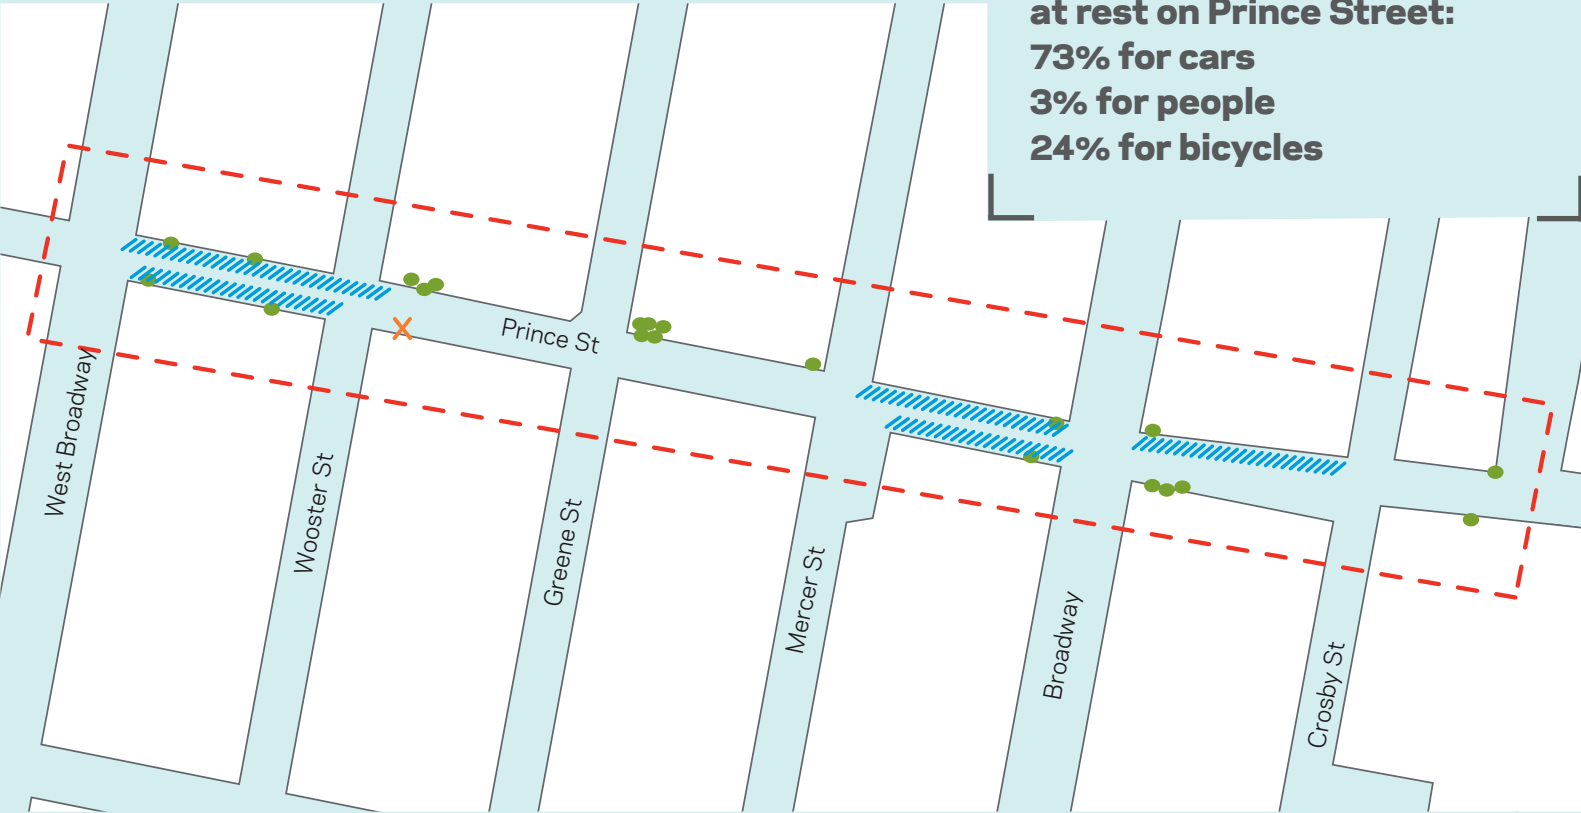 at rest on Prince Street:
73% for cars
3% for people
24% for bicycles
Prince St
West Broadway
Wooster St
Greene St
Mercer St
Broadway
Crosby St